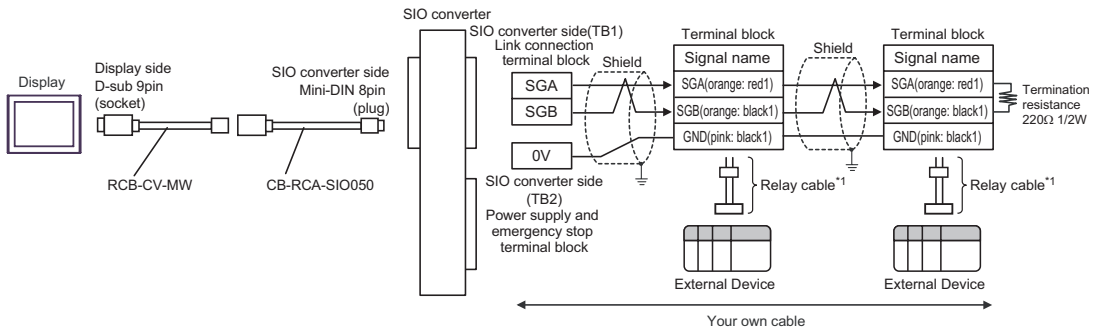 SIO converter
Display
Display side
D-sub 9pin
(socket)
SIO converter side
Mini-DIN 8pin
(plug)
RCB-CV-MW
CB-RCA-SIO050
SIO converter side(TB1)
Link connection
terminal block
SGA
SGB
0V
SIO converter side
(TB2)
Power supply and
emergency stop
terminal block
Shield
Terminal block
Signal name
SGA(orange: red1)
SGB(orange: black1)
GND(pink: black1)
Relay cable*1
External Device
Shield
Terminal block
Signal name
SGA(orange: red1)
SGB(orange: black1)
GND(pink: black1)
Relay cable*1
External Device
Termination
resistance
220Ω 1/2W
Your own cable